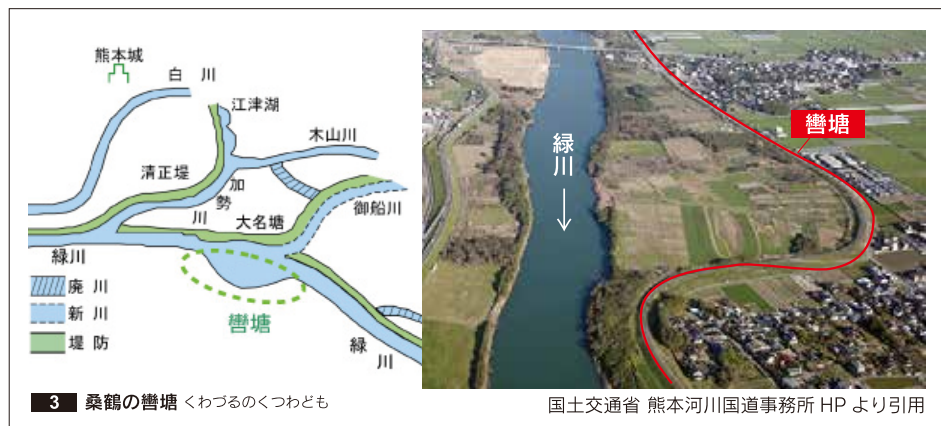 熊本城
白川
江津湖
木山川
清正堤
加勢川
大名塘
御船川
緑川
廃川
新川
堤防
轡塘
緑川
3 桑鶴の轡塘 くわづるのくつわども
轡塘
緑川
国土交通省 熊本河川国道事務所 HP より引用